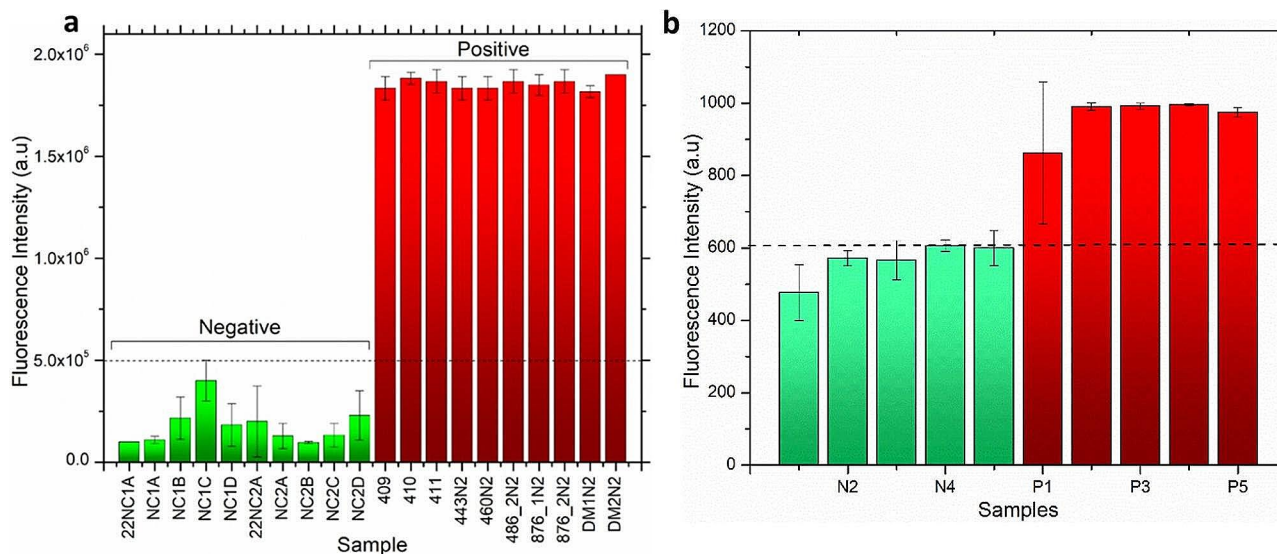 a
Fluorescence Intensity (a.u)
2.0x10⁶
1.5x10⁶
1.0x10⁶
5.0x10⁵
0.0
Negative
Positive
22NC1A
NC1A
NC1B
NC1C
NC1D
22NC2A
NC2A
NC2B
NC2C
NC2D
409
410
411
443N2
460N2
486_2N2
876_1N2
876_2N2
DM1N2
DM2N2
Sample
b
Fluorescence Intensity (a.u)
1200
1000
800
600
400
200
0
N2
N4
P1
P3
P5
Samples